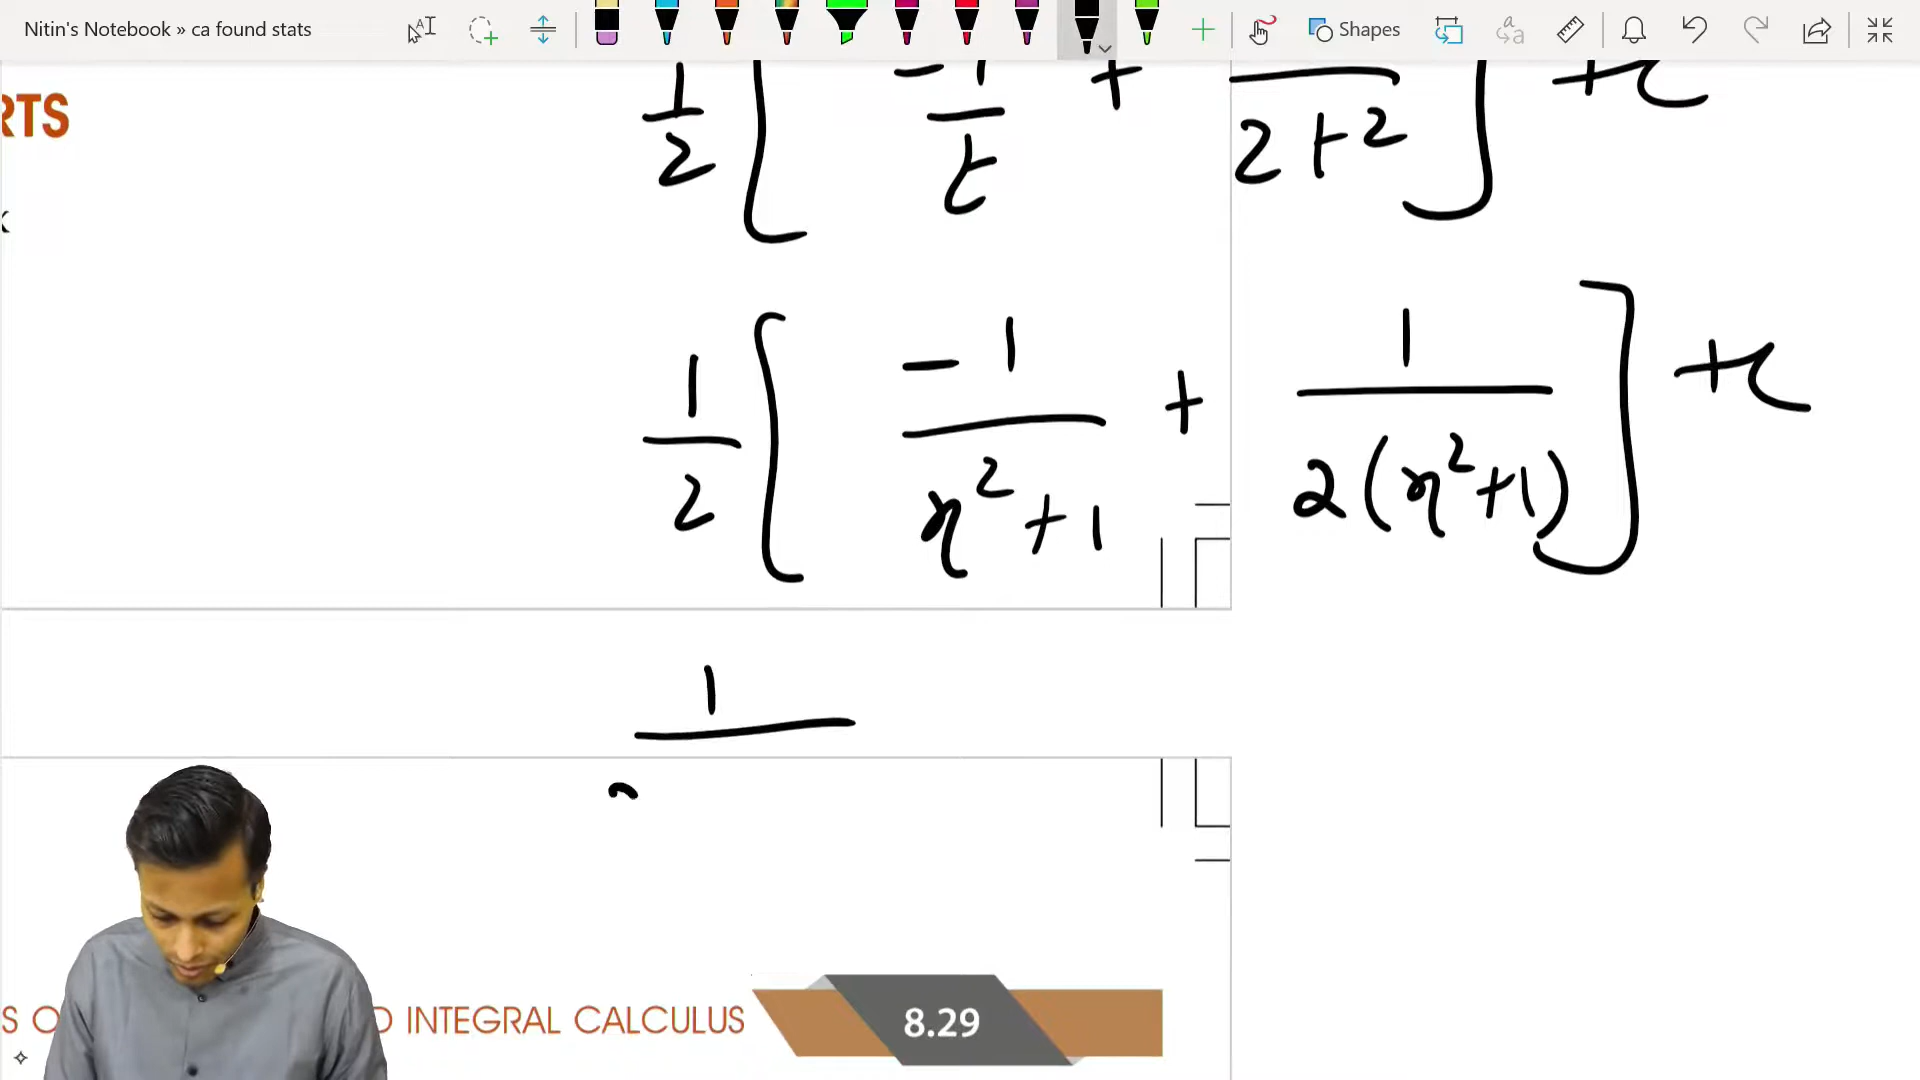 Nitin's Notebook » ca found stats
Shapes
RTS
1/2 [ -1/t + /2t² ] + c
1/2 [ -1/x²+1 + 1/2(x²+1) ] + c
1
INTEGRAL CALCULUS
8.29